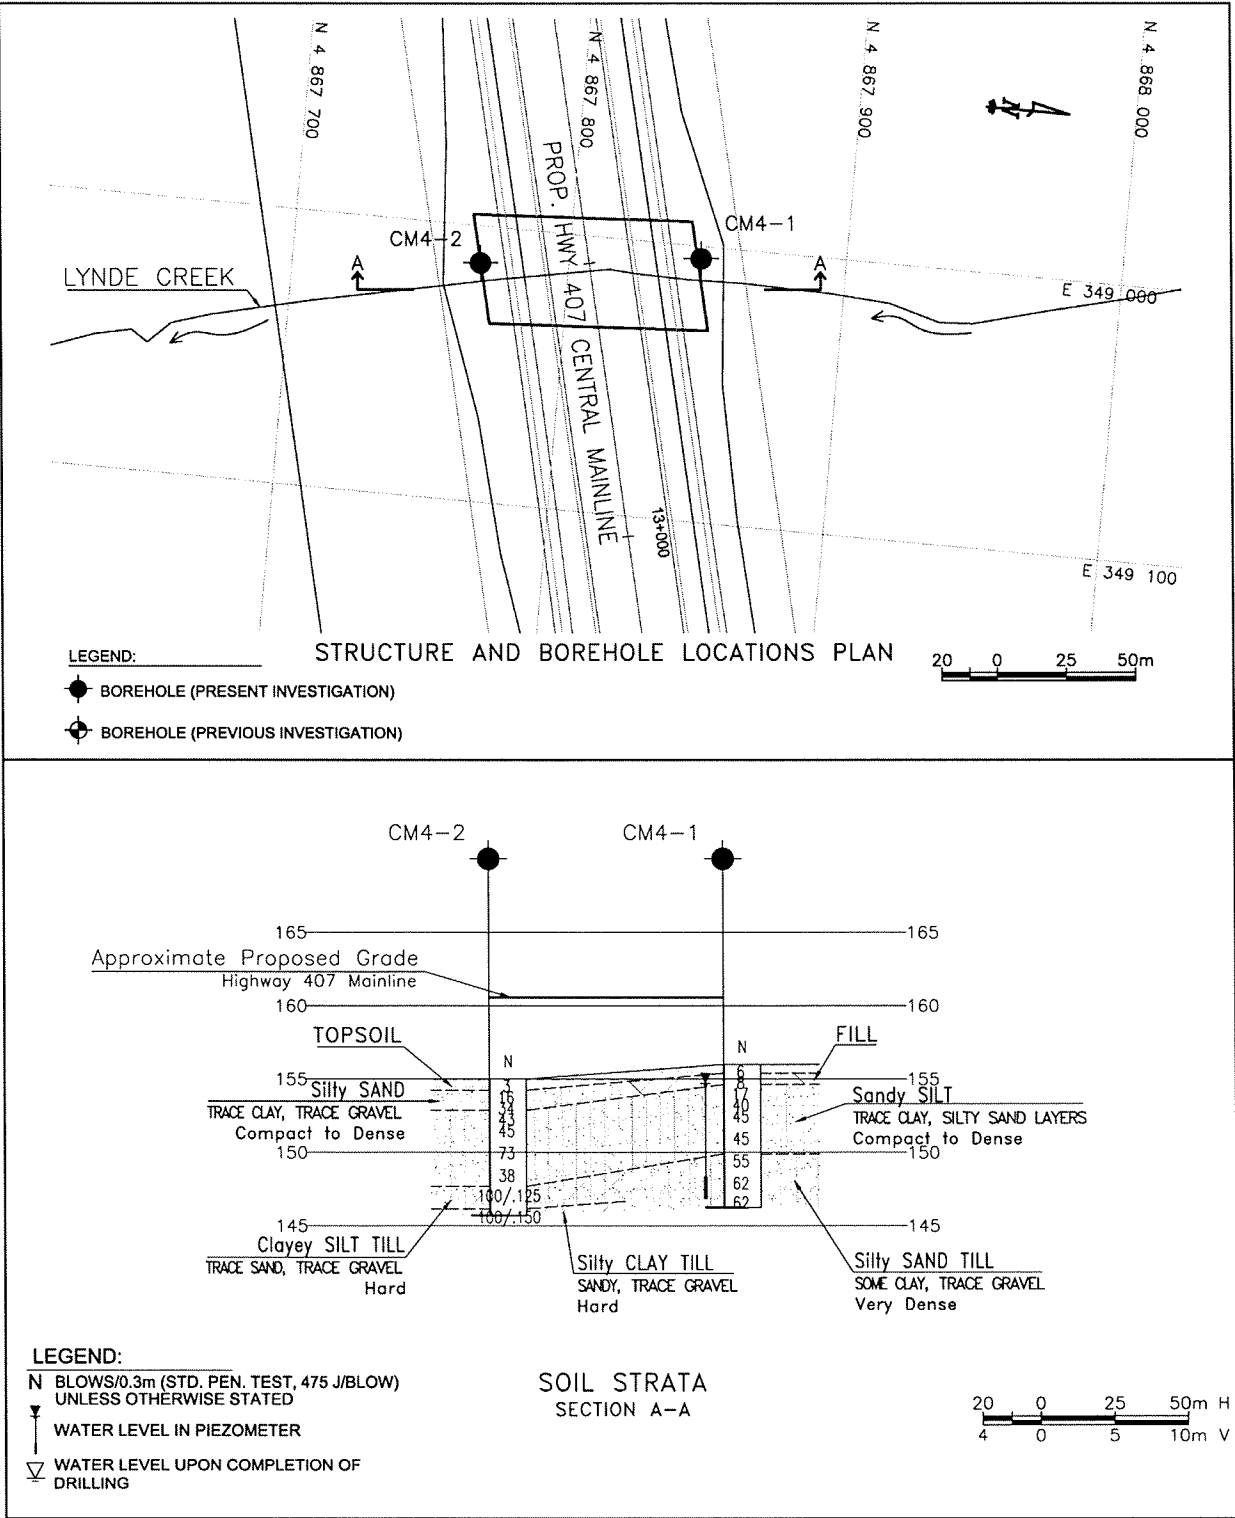 N 4 867 700
N 4 867 800
N 4 867 900
N 4 868 000
N
PROP. HWY 407 CENTRAL MAINLINE
13+000
CM4-2
CM4-1
A
A
LYNDE CREEK
E 349 000
E 349 100
STRUCTURE AND BOREHOLE LOCATIONS PLAN
20 0 25 50m
LEGEND:
BOREHOLE (PRESENT INVESTIGATION)
BOREHOLE (PREVIOUS INVESTIGATION)
CM4-2
CM4-1
165
165
Approximate Proposed Grade
Highway 407 Mainline
160
160
TOPSOIL
FILL
N
N
155
155
3
16
34
43
45
73
38
100/.125
100/.150
6
8
17
40
45
45
55
62
62
Silty SAND
TRACE CLAY, TRACE GRAVEL
Compact to Dense
Sandy SILT
TRACE CLAY, SILTY SAND LAYERS
Compact to Dense
150
150
145
145
Clayey SILT TILL
TRACE SAND, TRACE GRAVEL
Hard
Silty CLAY TILL
SANDY, TRACE GRAVEL
Hard
Silty SAND TILL
SOME CLAY, TRACE GRAVEL
Very Dense
LEGEND:
N BLOWS/0.3m (STD. PEN. TEST, 475 J/BLOW)
UNLESS OTHERWISE STATED
WATER LEVEL IN PIEZOMETER
WATER LEVEL UPON COMPLETION OF
DRILLING
SOIL STRATA
SECTION A-A
20 0 25 50m H
4 0 5 10m V